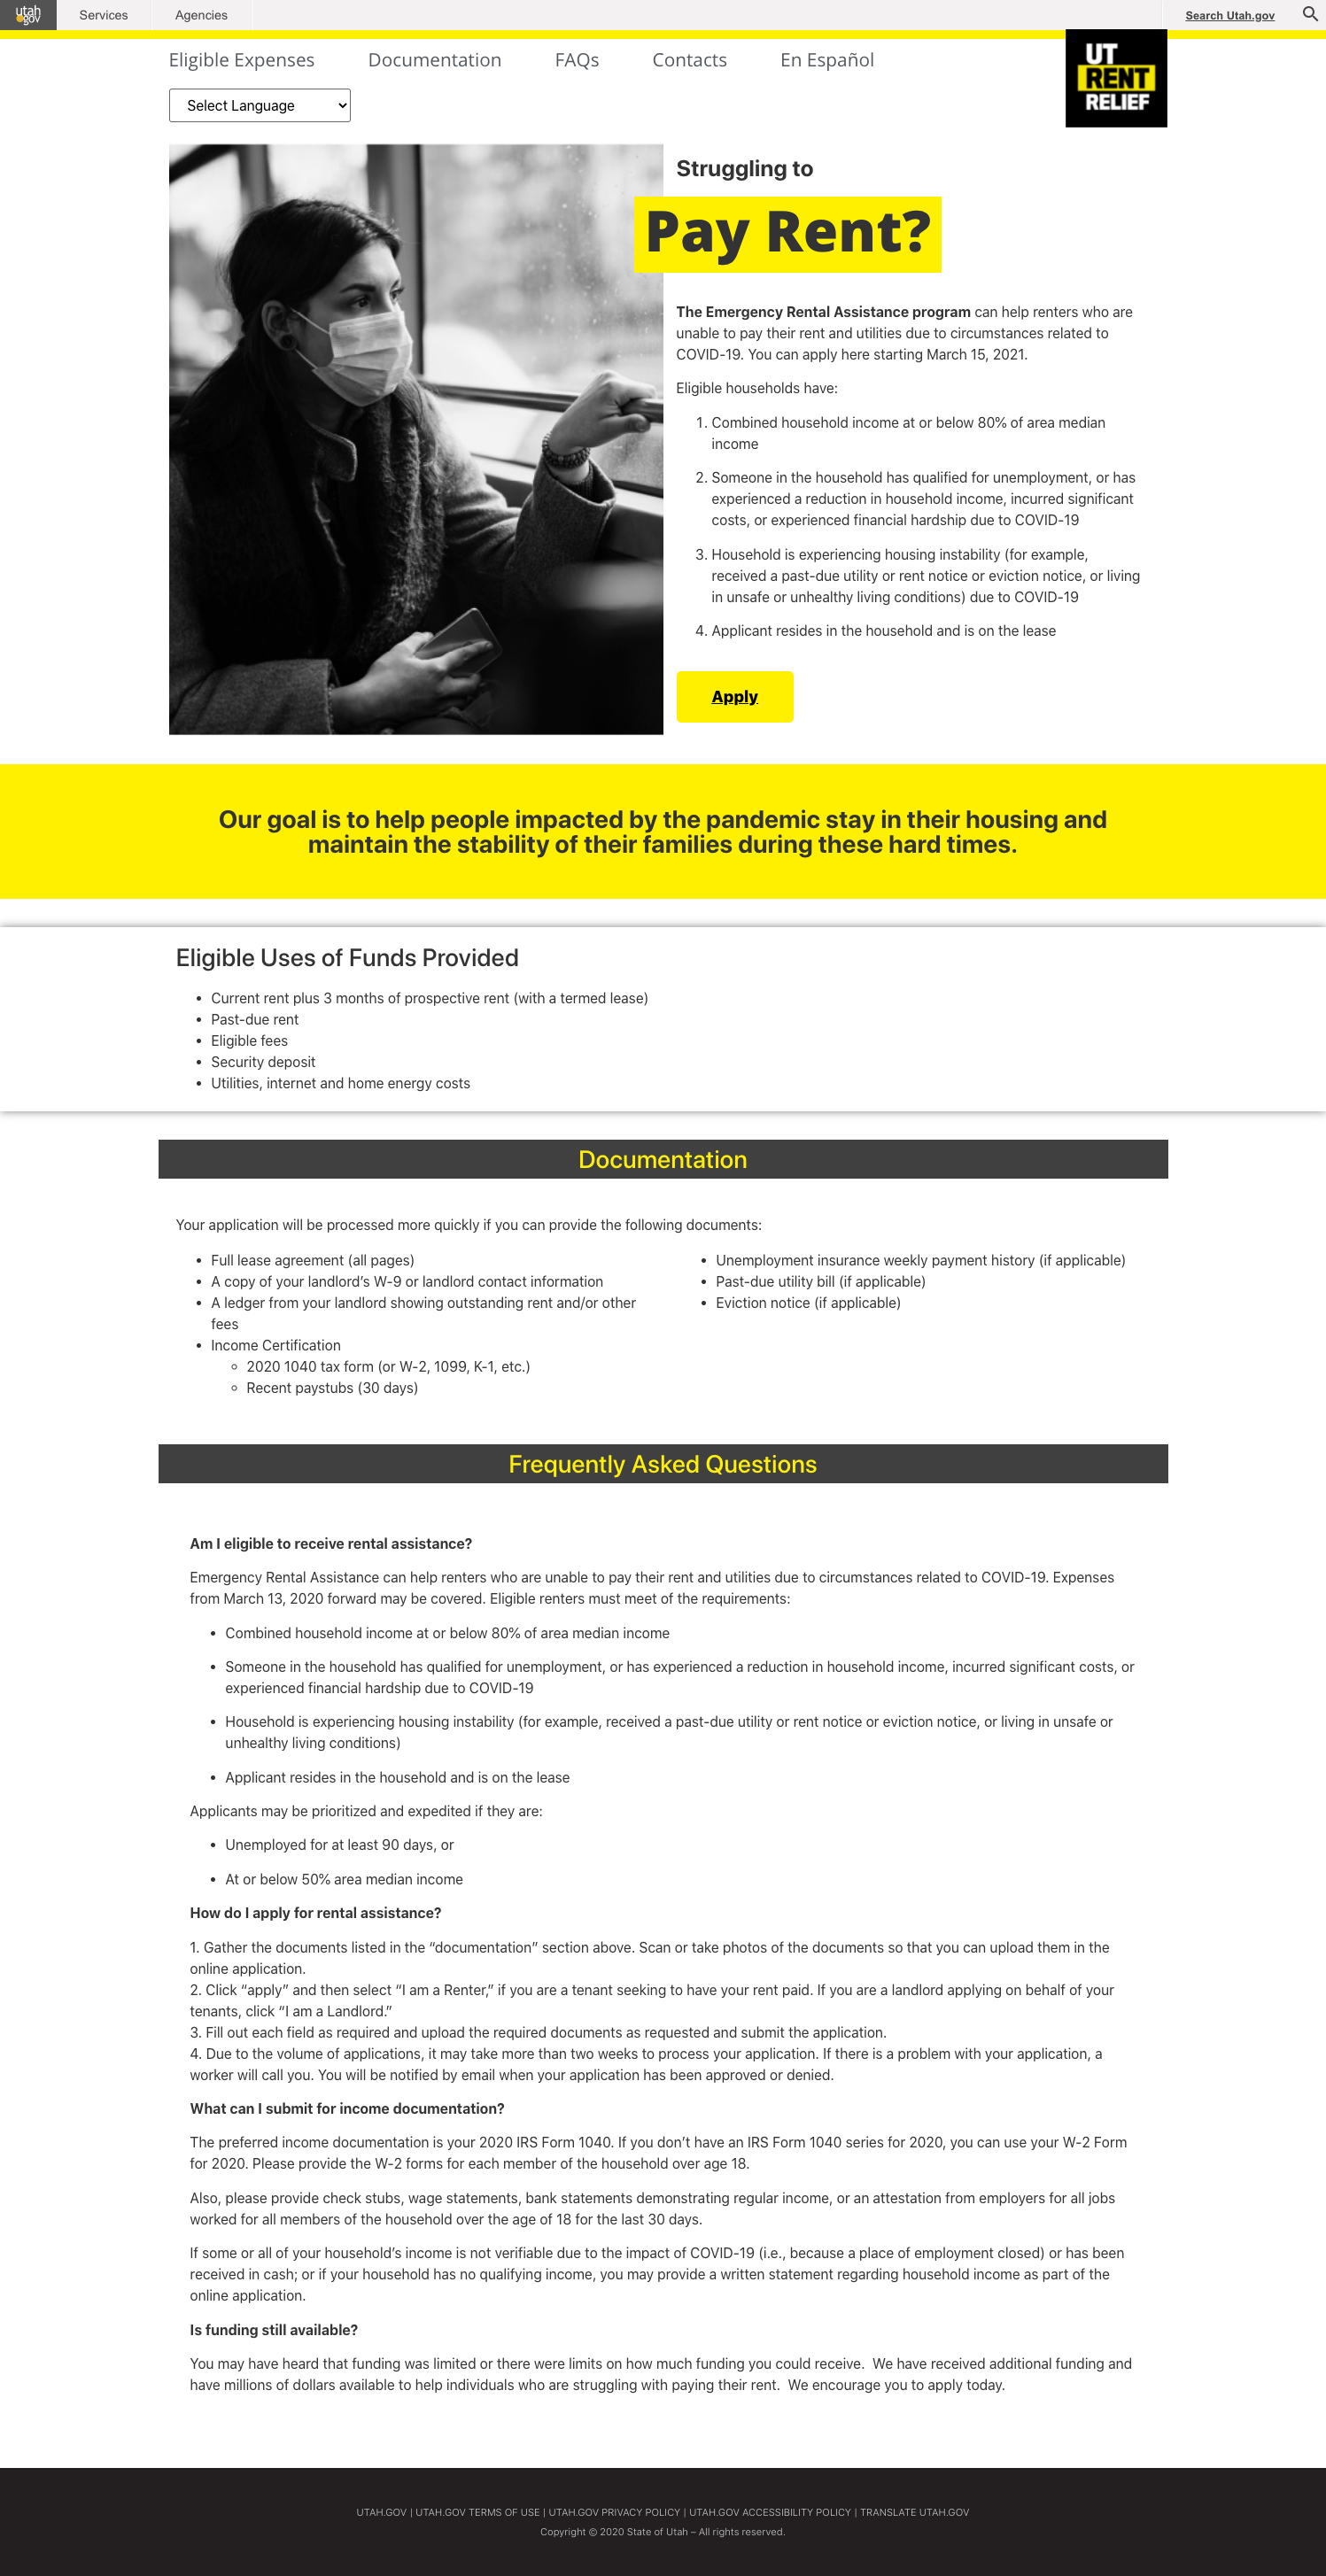 utah
gov
Services
Agencies
Search Utah.gov
Eligible Expenses
Documentation
FAQs
Contacts
En Español
UT
RENT
RELIEF
Select Language
Struggling to
Pay Rent?
The Emergency Rental Assistance program can help renters who are
unable to pay their rent and utilities due to circumstances related to
COVID-19. You can apply here starting March 15, 2021.
Eligible households have:
1. Combined household income at or below 80% of area median
income
2. Someone in the household has qualified for unemployment, or has
experienced a reduction in household income, incurred significant
costs, or experienced financial hardship due to COVID-19
3. Household is experiencing housing instability (for example,
received a past-due utility or rent notice or eviction notice, or living
in unsafe or unhealthy living conditions) due to COVID-19
4. Applicant resides in the household and is on the lease
Apply
Our goal is to help people impacted by the pandemic stay in their housing and
maintain the stability of their families during these hard times.
Eligible Uses of Funds Provided
• Current rent plus 3 months of prospective rent (with a termed lease)
• Past-due rent
• Eligible fees
• Security deposit
• Utilities, internet and home energy costs
Documentation
Your application will be processed more quickly if you can provide the following documents:
• Full lease agreement (all pages)
• A copy of your landlord’s W-9 or landlord contact information
• A ledger from your landlord showing outstanding rent and/or other
fees
• Income Certification
◦ 2020 1040 tax form (or W-2, 1099, K-1, etc.)
◦ Recent paystubs (30 days)
• Unemployment insurance weekly payment history (if applicable)
• Past-due utility bill (if applicable)
• Eviction notice (if applicable)
Frequently Asked Questions
Am I eligible to receive rental assistance?
Emergency Rental Assistance can help renters who are unable to pay their rent and utilities due to circumstances related to COVID-19. Expenses
from March 13, 2020 forward may be covered. Eligible renters must meet of the requirements:
• Combined household income at or below 80% of area median income
• Someone in the household has qualified for unemployment, or has experienced a reduction in household income, incurred significant costs, or
experienced financial hardship due to COVID-19
• Household is experiencing housing instability (for example, received a past-due utility or rent notice or eviction notice, or living in unsafe or
unhealthy living conditions)
• Applicant resides in the household and is on the lease
Applicants may be prioritized and expedited if they are:
• Unemployed for at least 90 days, or
• At or below 50% area median income
How do I apply for rental assistance?
1. Gather the documents listed in the “documentation” section above. Scan or take photos of the documents so that you can upload them in the
online application.
2. Click “apply” and then select “I am a Renter,” if you are a tenant seeking to have your rent paid. If you are a landlord applying on behalf of your
tenants, click “I am a Landlord.”
3. Fill out each field as required and upload the required documents as requested and submit the application.
4. Due to the volume of applications, it may take more than two weeks to process your application. If there is a problem with your application, a
worker will call you. You will be notified by email when your application has been approved or denied.
What can I submit for income documentation?
The preferred income documentation is your 2020 IRS Form 1040. If you don’t have an IRS Form 1040 series for 2020, you can use your W-2 Form
for 2020. Please provide the W-2 forms for each member of the household over age 18.
Also, please provide check stubs, wage statements, bank statements demonstrating regular income, or an attestation from employers for all jobs
worked for all members of the household over the age of 18 for the last 30 days.
If some or all of your household’s income is not verifiable due to the impact of COVID-19 (i.e., because a place of employment closed) or has been
received in cash; or if your household has no qualifying income, you may provide a written statement regarding household income as part of the
online application.
Is funding still available?
You may have heard that funding was limited or there were limits on how much funding you could receive.  We have received additional funding and
have millions of dollars available to help individuals who are struggling with paying their rent.  We encourage you to apply today.
UTAH.GOV | UTAH.GOV TERMS OF USE | UTAH.GOV PRIVACY POLICY | UTAH.GOV ACCESSIBILITY POLICY | TRANSLATE UTAH.GOV
Copyright © 2020 State of Utah – All rights reserved.